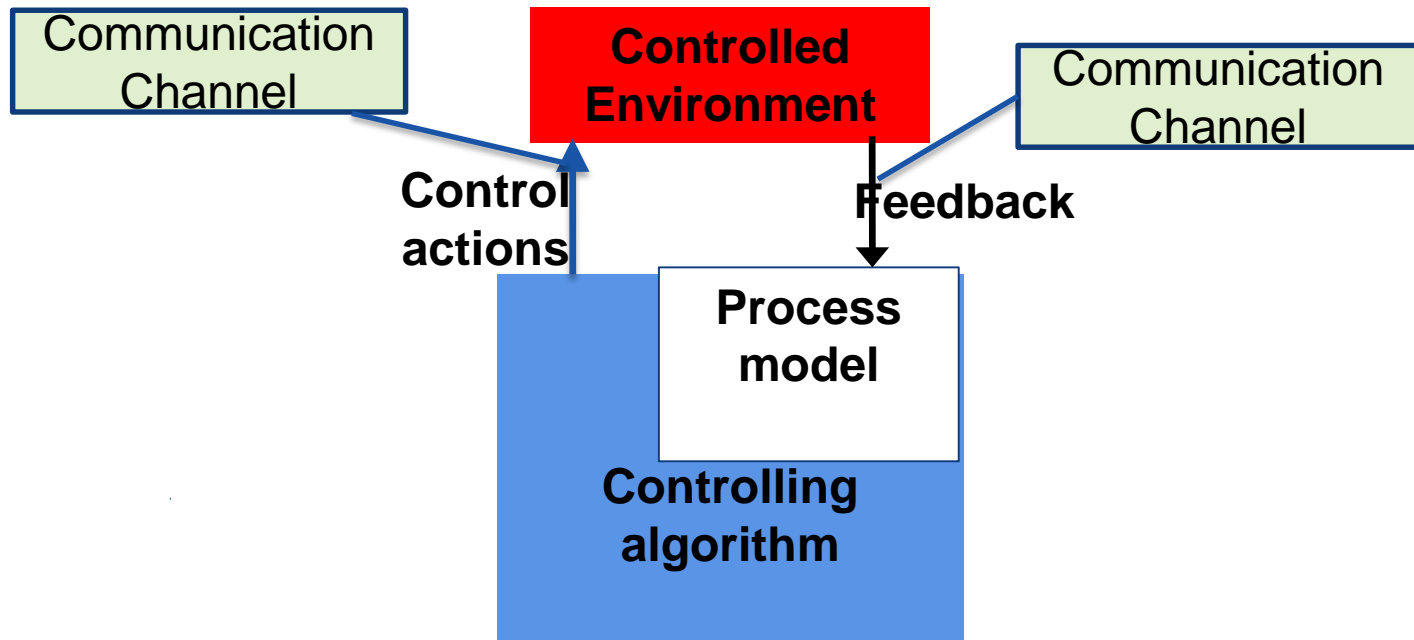 Communication
Channel
Controlled
Environment
Communication
Channel
Control
actions
Feedback
Process
model
Controlling
algorithm